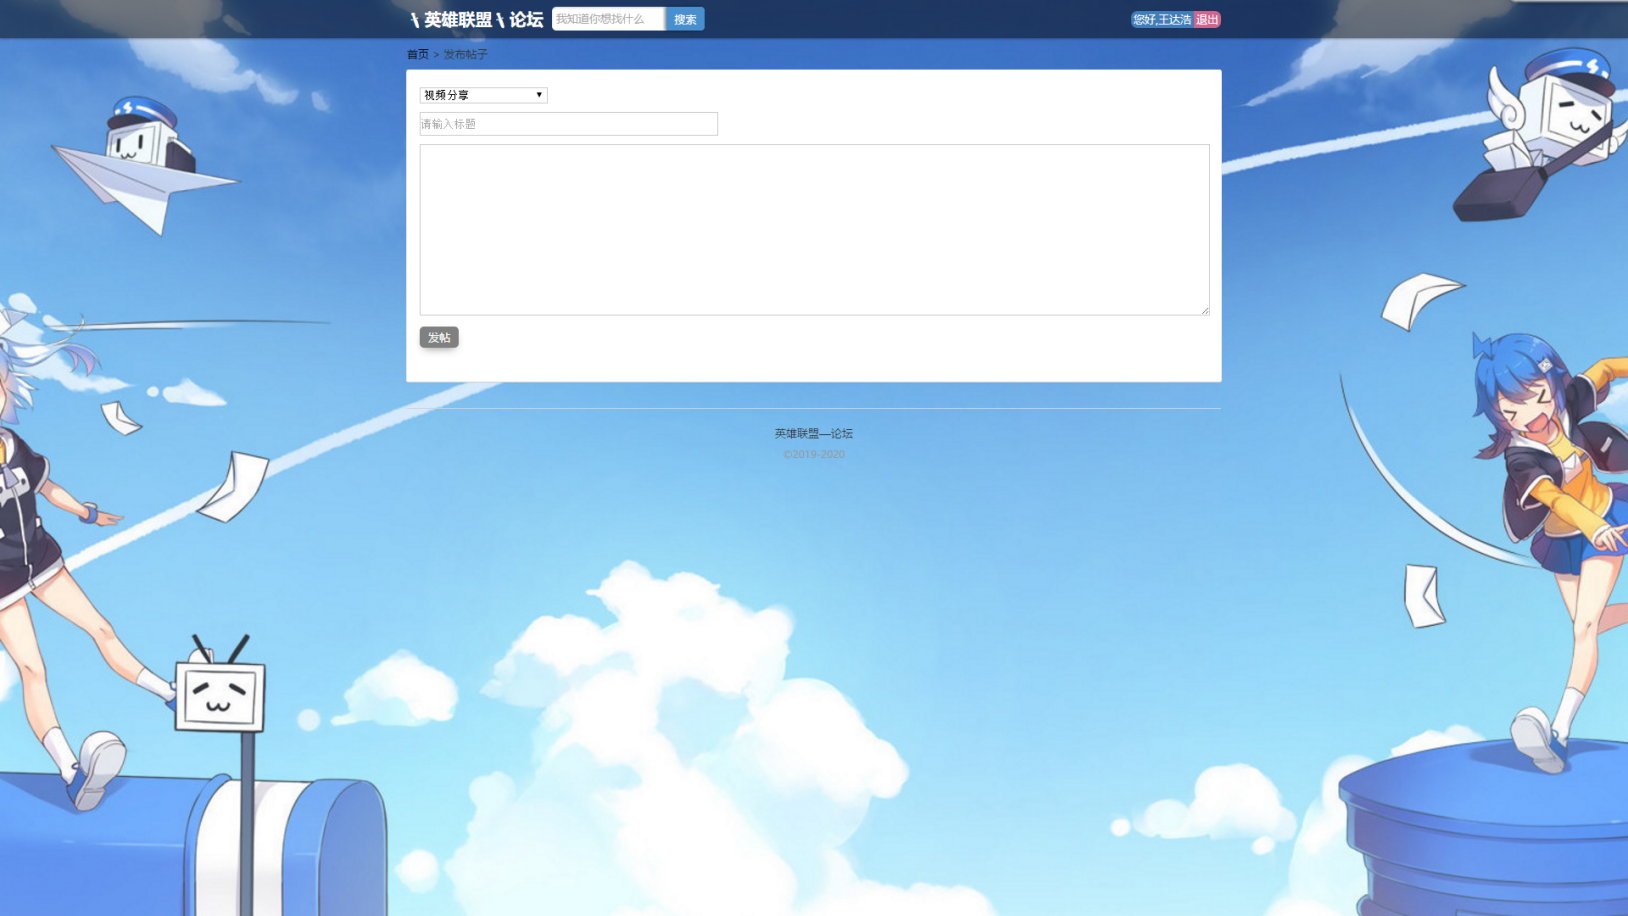 \ 英雄联盟 \ 论坛 我知道你想找什么 搜索 您好,王达浩 退出
首页 > 发布帖子
视频分享
请输入标题
发帖
英雄联盟—论坛
©2019-2020